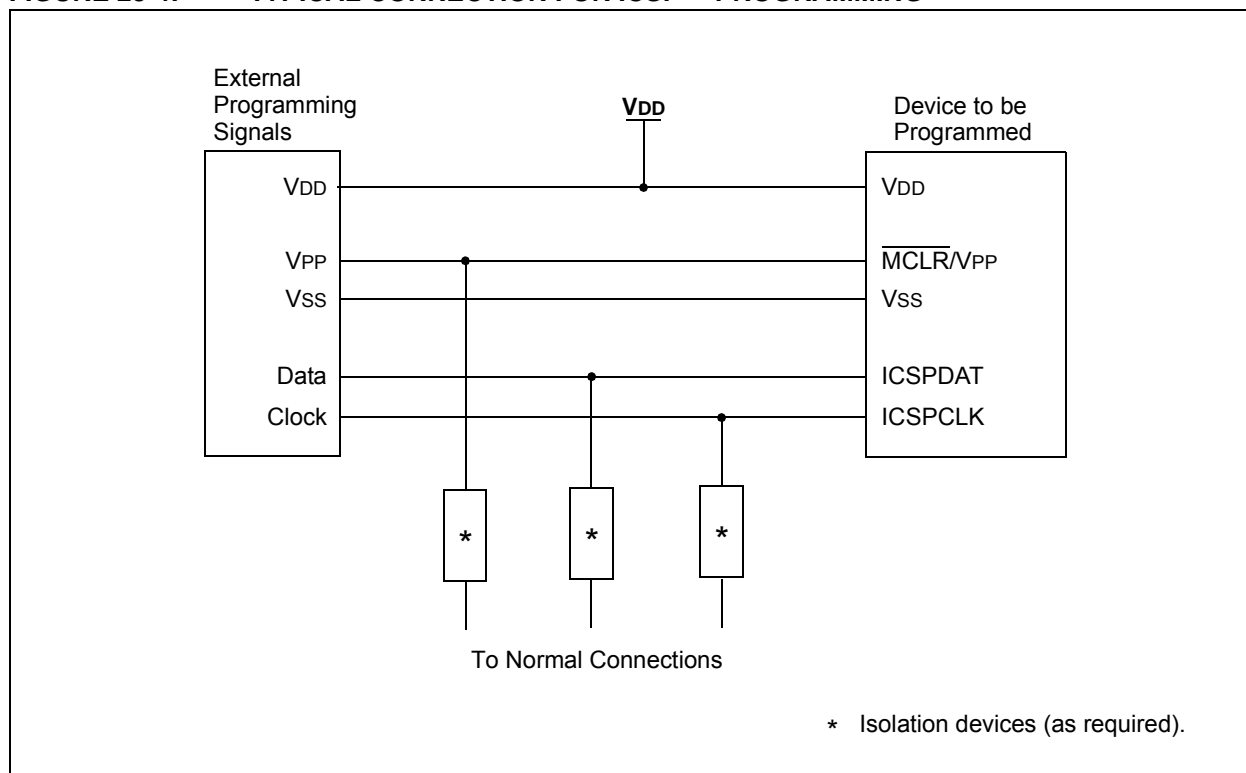 External
Programming
Signals
VDD
Device to be
Programmed
VDD
VDD
VPP
MCLR/VPP
VSS
VSS
Data
ICSPDAT
Clock
ICSPCLK
*
*
*
To Normal Connections
* Isolation devices (as required).